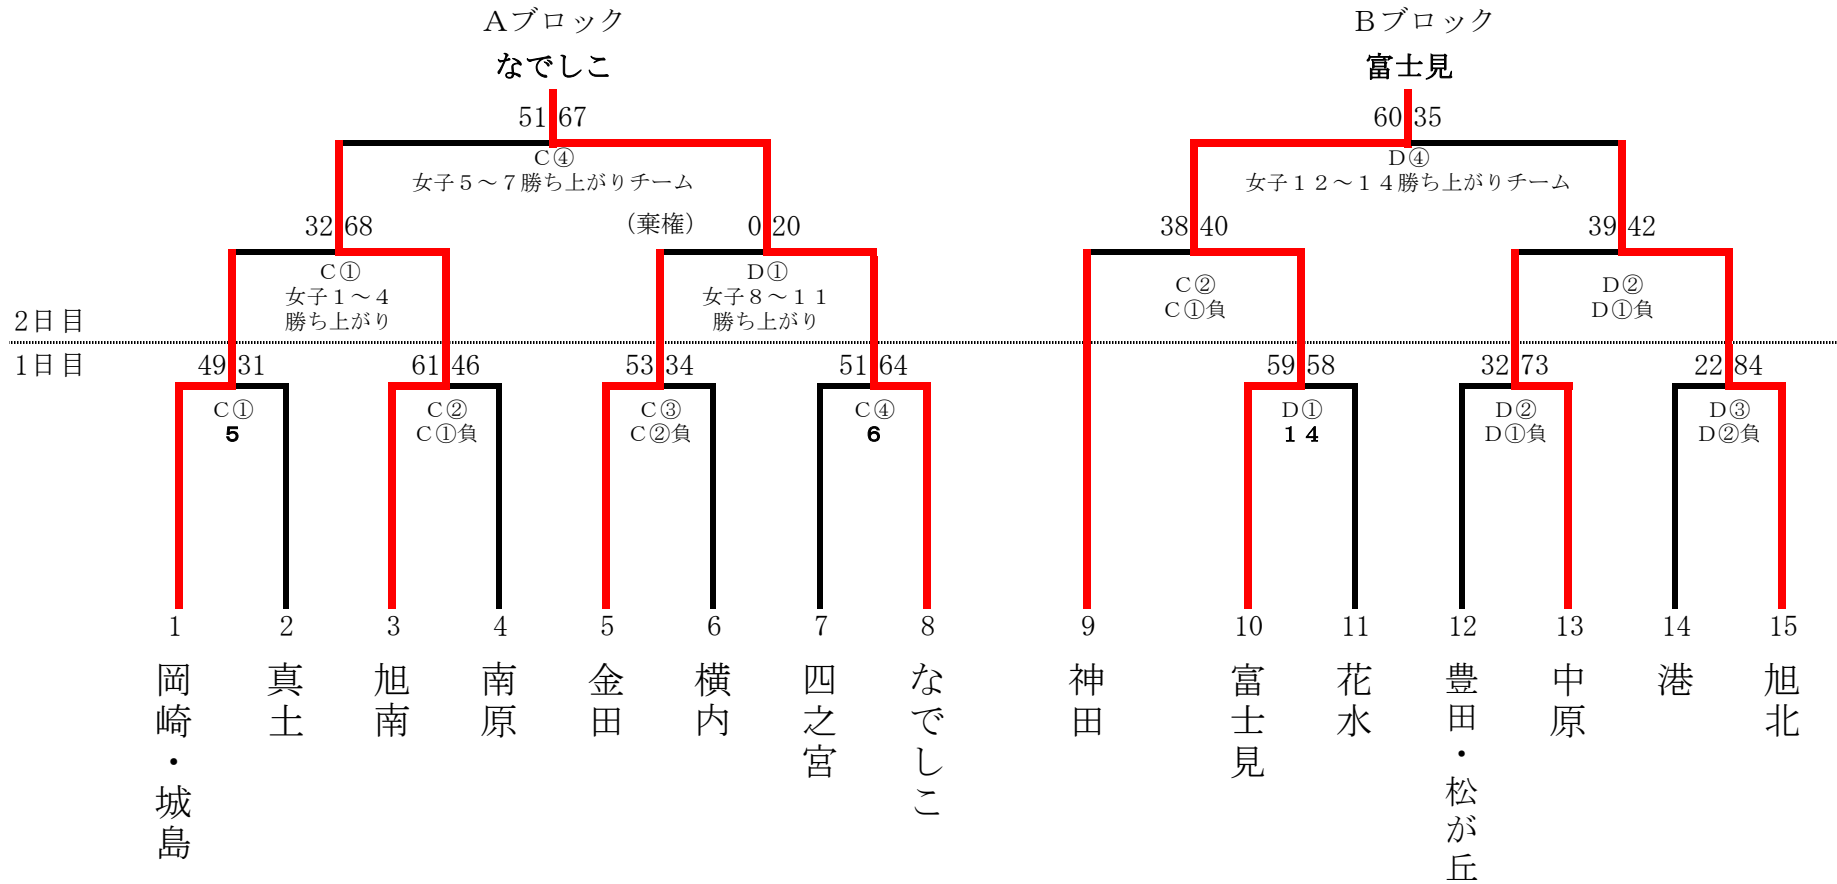 Ａブロック　Ｂブロック
なでしこ　富士見
51 67　60 35
Ｃ④　Ｄ④
女子５～７勝ち上がりチーム　女子１２～１４勝ち上がりチーム
32 68　（棄権）　0 20　38 40　39 42
Ｃ①　Ｄ①　Ｃ②　Ｄ②
女子１～４　女子８～１１　Ｃ①負　Ｄ①負
勝ち上がり　勝ち上がり
2日目
1日目
49 31　61 46　53 34　51 64　59 58　32 73　22 84
Ｃ①　Ｃ②　Ｃ③　Ｃ④　Ｄ①　Ｄ②　Ｄ③
５　Ｃ①負　Ｃ②負　６　１４　Ｄ①負　Ｄ②負
1　2　3　4　5　6　7　8　9　10　11　12　13　14　15
岡崎・城島
真土
旭南
南原
金田
横内
四之宮
なでしこ
神田
富士見
花水
豊田・松が丘
中原
港
旭北